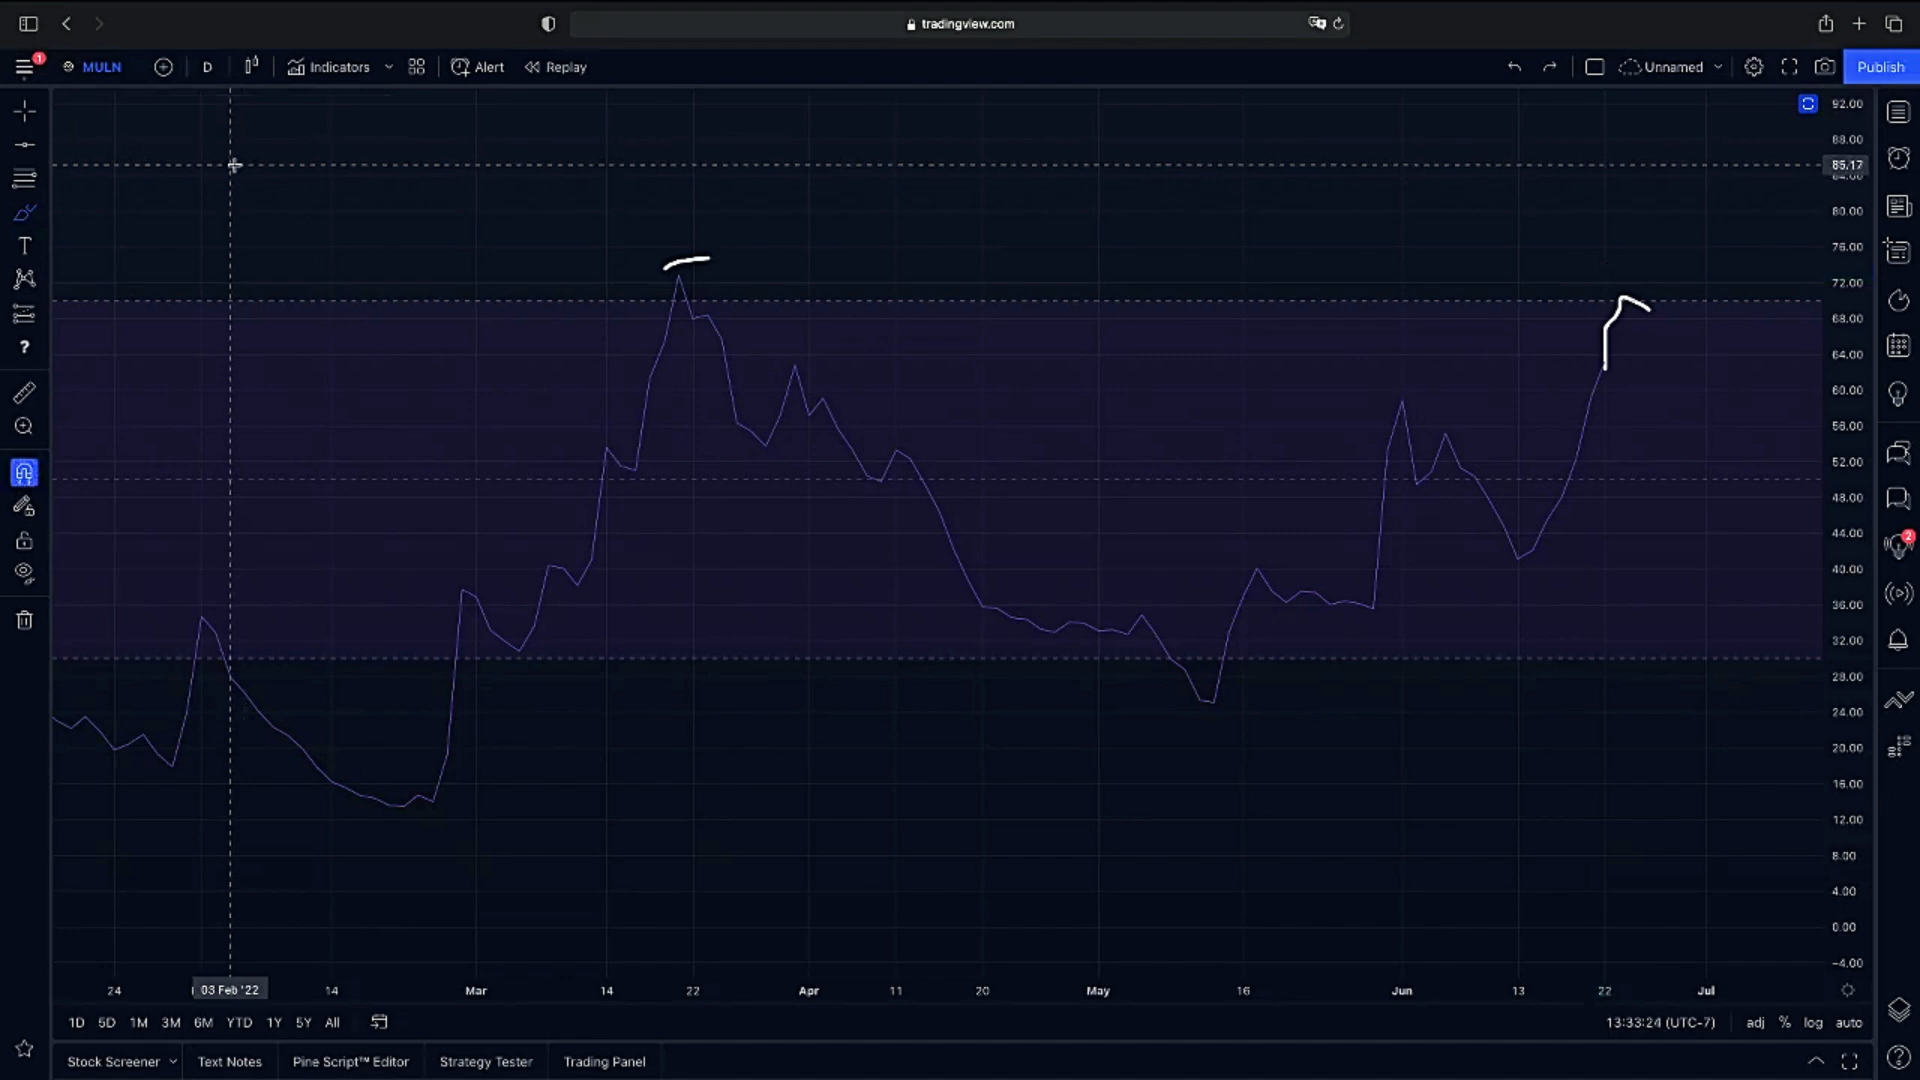 tradingview.com
1
MULN
D
Indicators
Alert
Replay
Unnamed
Publish
T
?
92.00
88.00
85.17
84.00
80.00
76.00
72.00
68.00
64.00
60.00
56.00
52.00
48.00
44.00
40.00
36.00
32.00
28.00
24.00
20.00
16.00
12.00
8.00
4.00
0.00
−4.00
2
24
03 Feb '22
14
Mar
14
22
Apr
11
20
May
16
Jun
13
22
Jul
1D 5D 1M 3M 6M YTD 1Y 5Y All
13:33:24 (UTC-7)
adj % log auto
Stock Screener
Text Notes
Pine Script™ Editor
Strategy Tester
Trading Panel